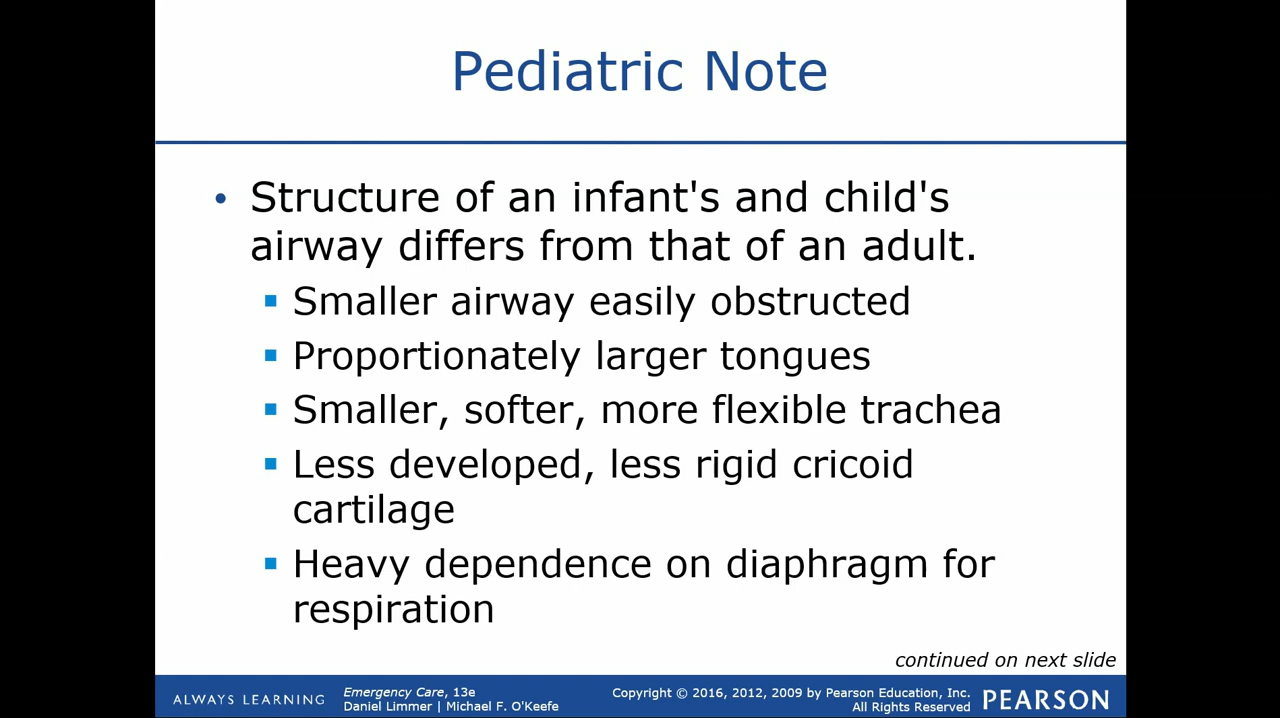 Pediatric Note
• Structure of an infant's and child's
airway differs from that of an adult.
▪ Smaller airway easily obstructed
▪ Proportionately larger tongues
▪ Smaller, softer, more flexible trachea
▪ Less developed, less rigid cricoid
cartilage
▪ Heavy dependence on diaphragm for
respiration
continued on next slide
ALWAYS LEARNING
Emergency Care, 13e
Daniel Limmer | Michael F. O'Keefe
Copyright © 2016, 2012, 2009 by Pearson Education, Inc.
All Rights Reserved
PEARSON